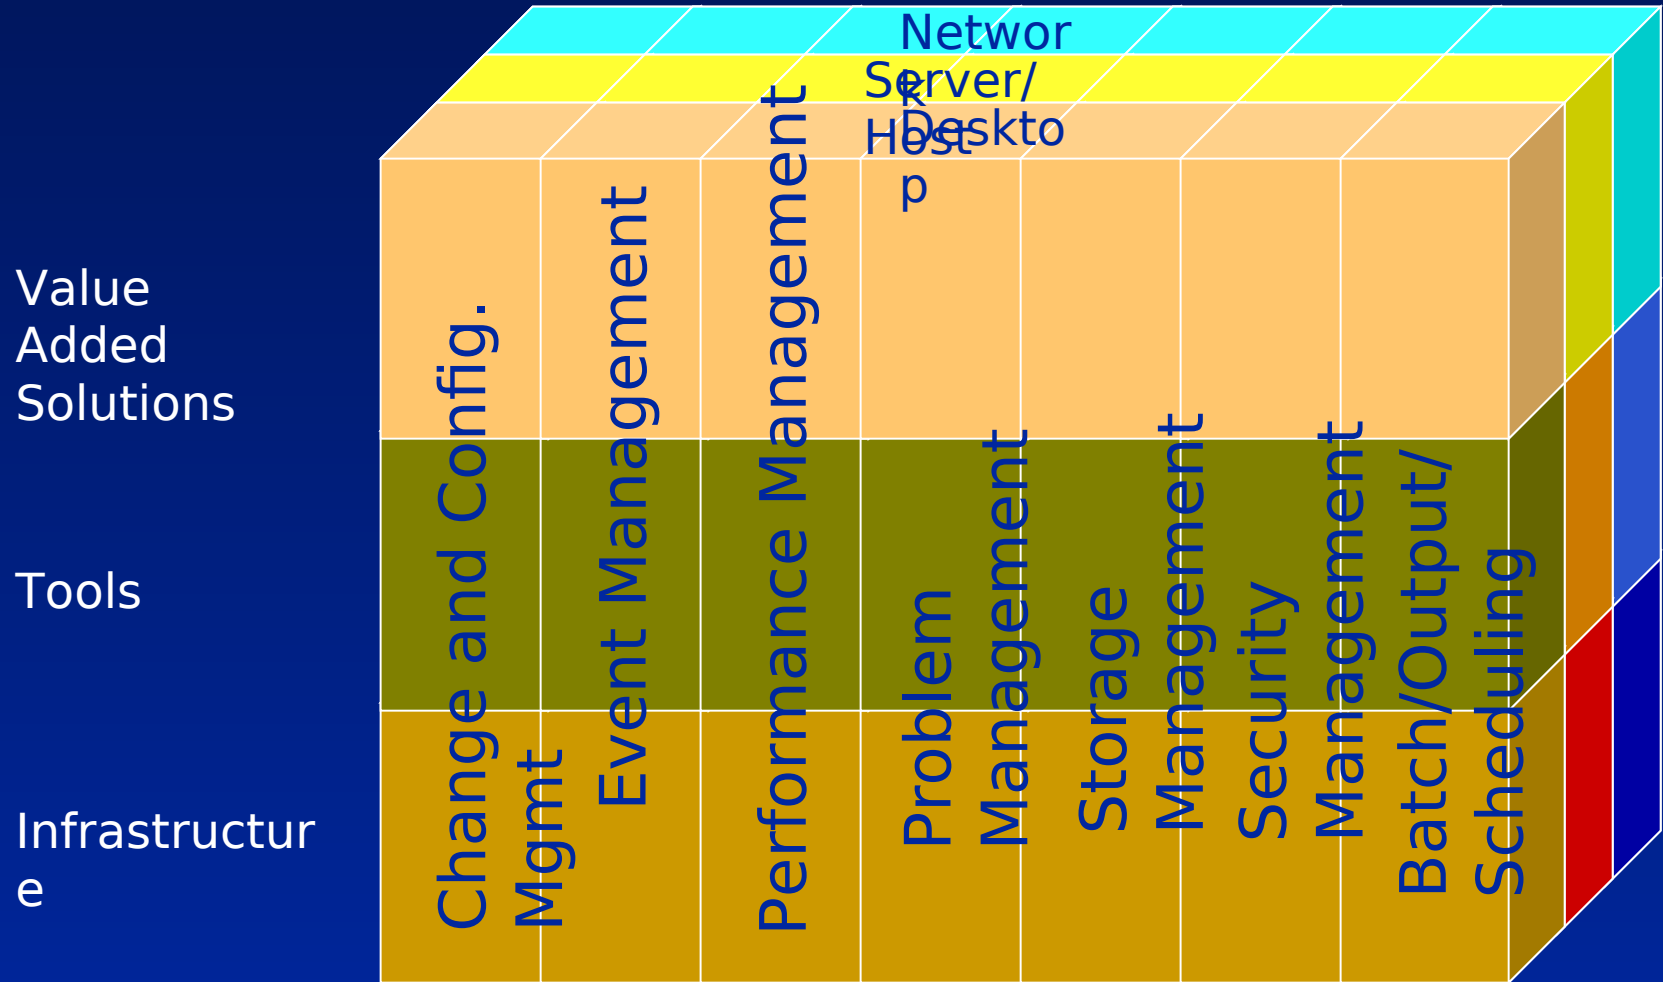 Networ
k
Server/
Host
Deskto
p
Value
Added
Solutions
Tools
Infrastructur
e
Change and Config.
Mgmt
Event Management
Performance Management
Problem
Management
Storage
Management
Security
Management
Batch/Output/
Scheduling